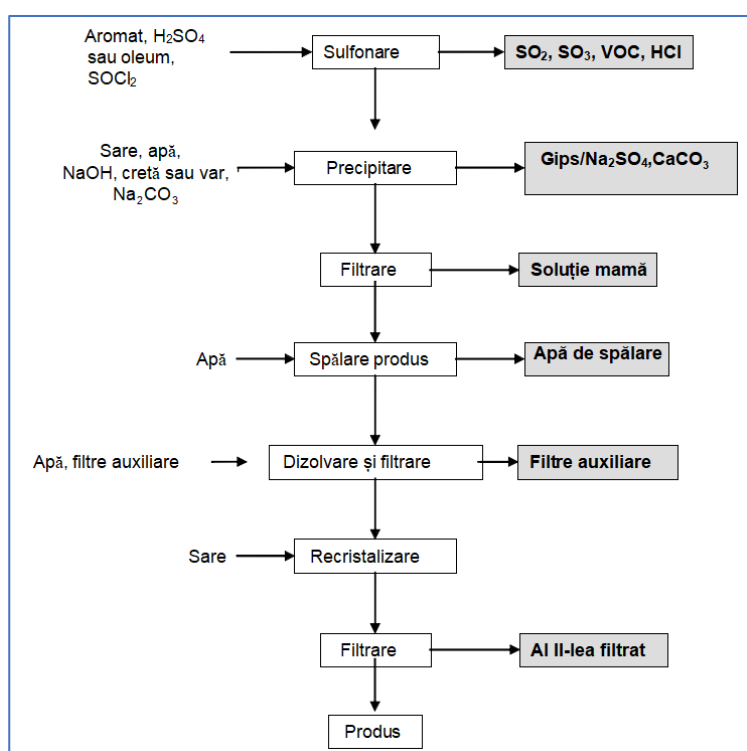 Aromat, H₂SO₄
sau oleum,
SOCl₂
Sulfonare
SO₂, SO₃, VOC, HCl
Sare, apă,
NaOH, cretă sau var,
Na₂CO₃
Precipitare
Gips/Na₂SO₄,CaCO₃
Filtrare
Soluție mamă
Apă
Spălare produs
Apă de spălare
Apă, filtre auxiliare
Dizolvare și filtrare
Filtre auxiliare
Sare
Recristalizare
Filtrare
Al II-lea filtrat
Produs